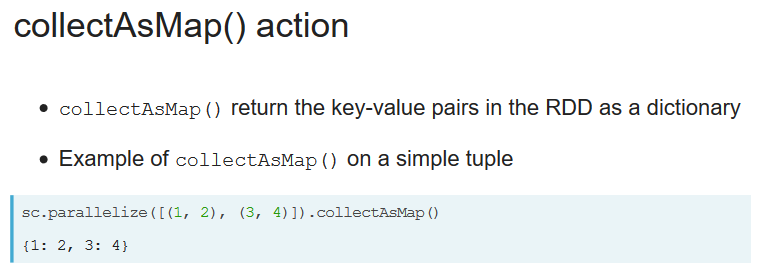 collectAsMap() action
• collectAsMap() return the key-value pairs in the RDD as a dictionary
• Example of collectAsMap() on a simple tuple
sc.parallelize([(1, 2), (3, 4)]).collectAsMap()
{1: 2, 3: 4}